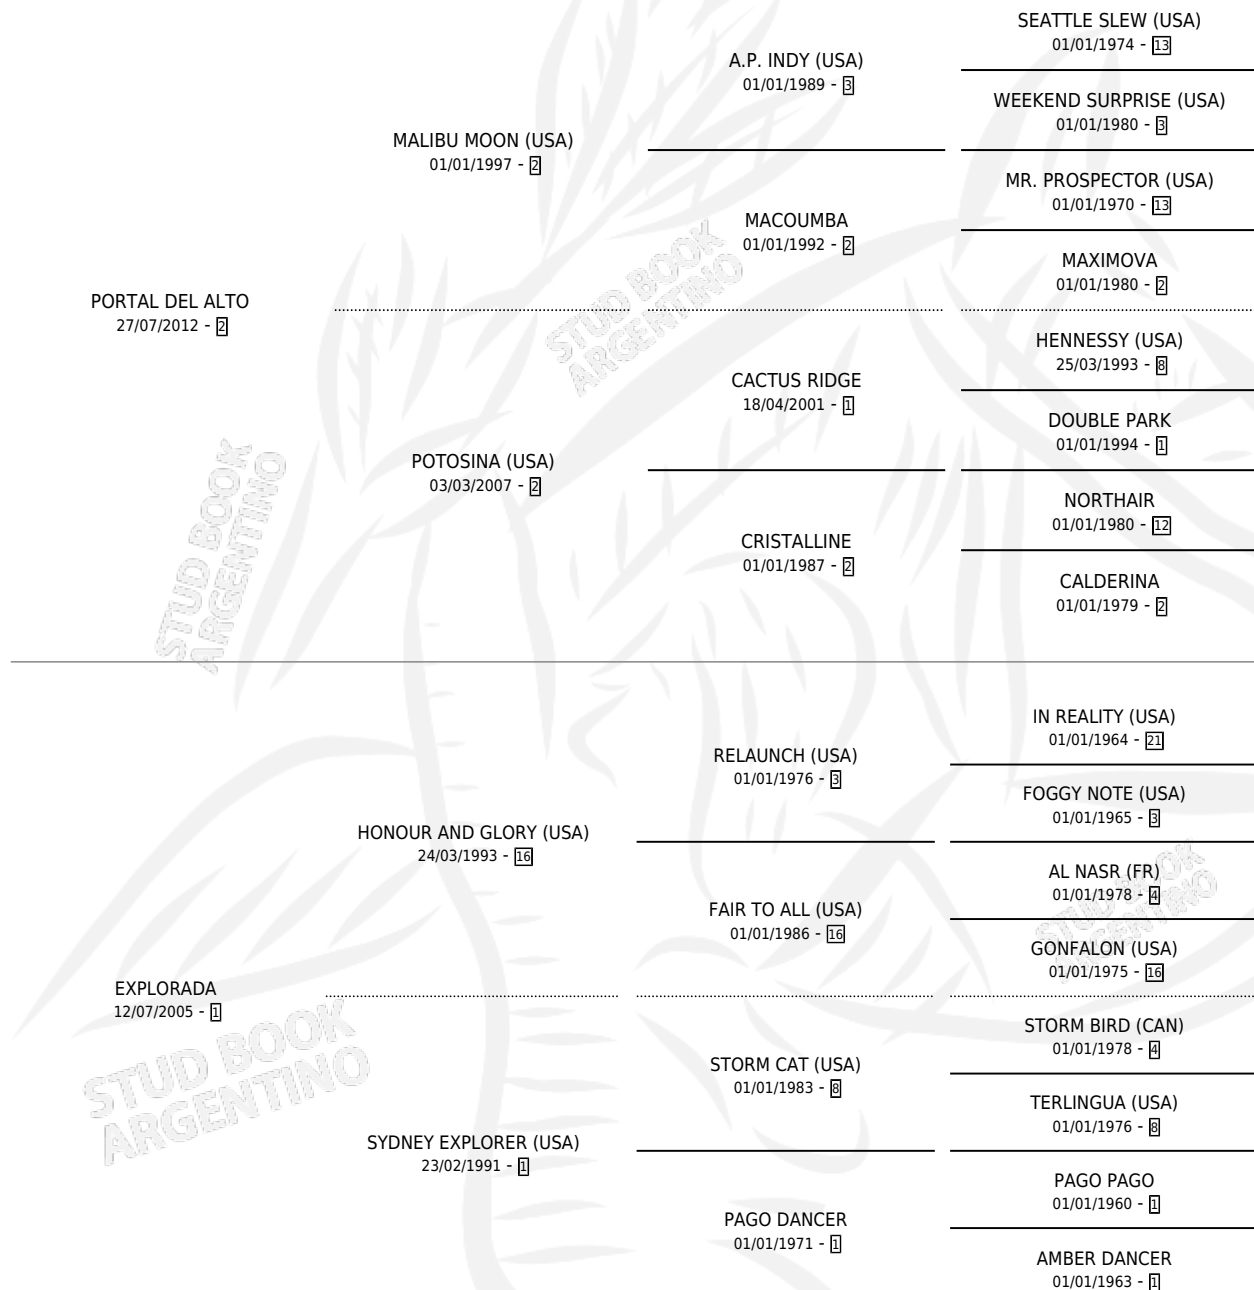 SEATTLE SLEW (USA)
01/01/1974 - 13
A.P. INDY (USA)
01/01/1989 - 3
WEEKEND SURPRISE (USA)
01/01/1980 - 3
MALIBU MOON (USA)
01/01/1997 - 2
MR. PROSPECTOR (USA)
01/01/1970 - 13
MACOUMBA
01/01/1992 - 2
MAXIMOVA
01/01/1980 - 2
PORTAL DEL ALTO
27/07/2012 - 2
HENNESSY (USA)
25/03/1993 - 8
CACTUS RIDGE
18/04/2001 - 1
DOUBLE PARK
01/01/1994 - 1
POTOSINA (USA)
03/03/2007 - 2
NORTHAIR
01/01/1980 - 12
CRISTALLINE
01/01/1987 - 2
CALDERINA
01/01/1979 - 2
IN REALITY (USA)
01/01/1964 - 21
RELAUNCH (USA)
01/01/1976 - 3
FOGGY NOTE (USA)
01/01/1965 - 3
HONOUR AND GLORY (USA)
24/03/1993 - 16
AL NASR (FR)
01/01/1978 - 4
FAIR TO ALL (USA)
01/01/1986 - 16
GONFALON (USA)
01/01/1975 - 16
EXPLORADA
12/07/2005 - 1
STORM BIRD (CAN)
01/01/1978 - 4
STORM CAT (USA)
01/01/1983 - 8
TERLINGUA (USA)
01/01/1976 - 8
SYDNEY EXPLORER (USA)
23/02/1991 - 1
PAGO PAGO
01/01/1960 - 1
PAGO DANCER
01/01/1971 - 1
AMBER DANCER
01/01/1963 - 1
STUD BOOK
ARGENTINO
STUD BOOK
ARGENTINO
STUD BOOK
ARGENTINO
STUD BOOK
ARGENTINO